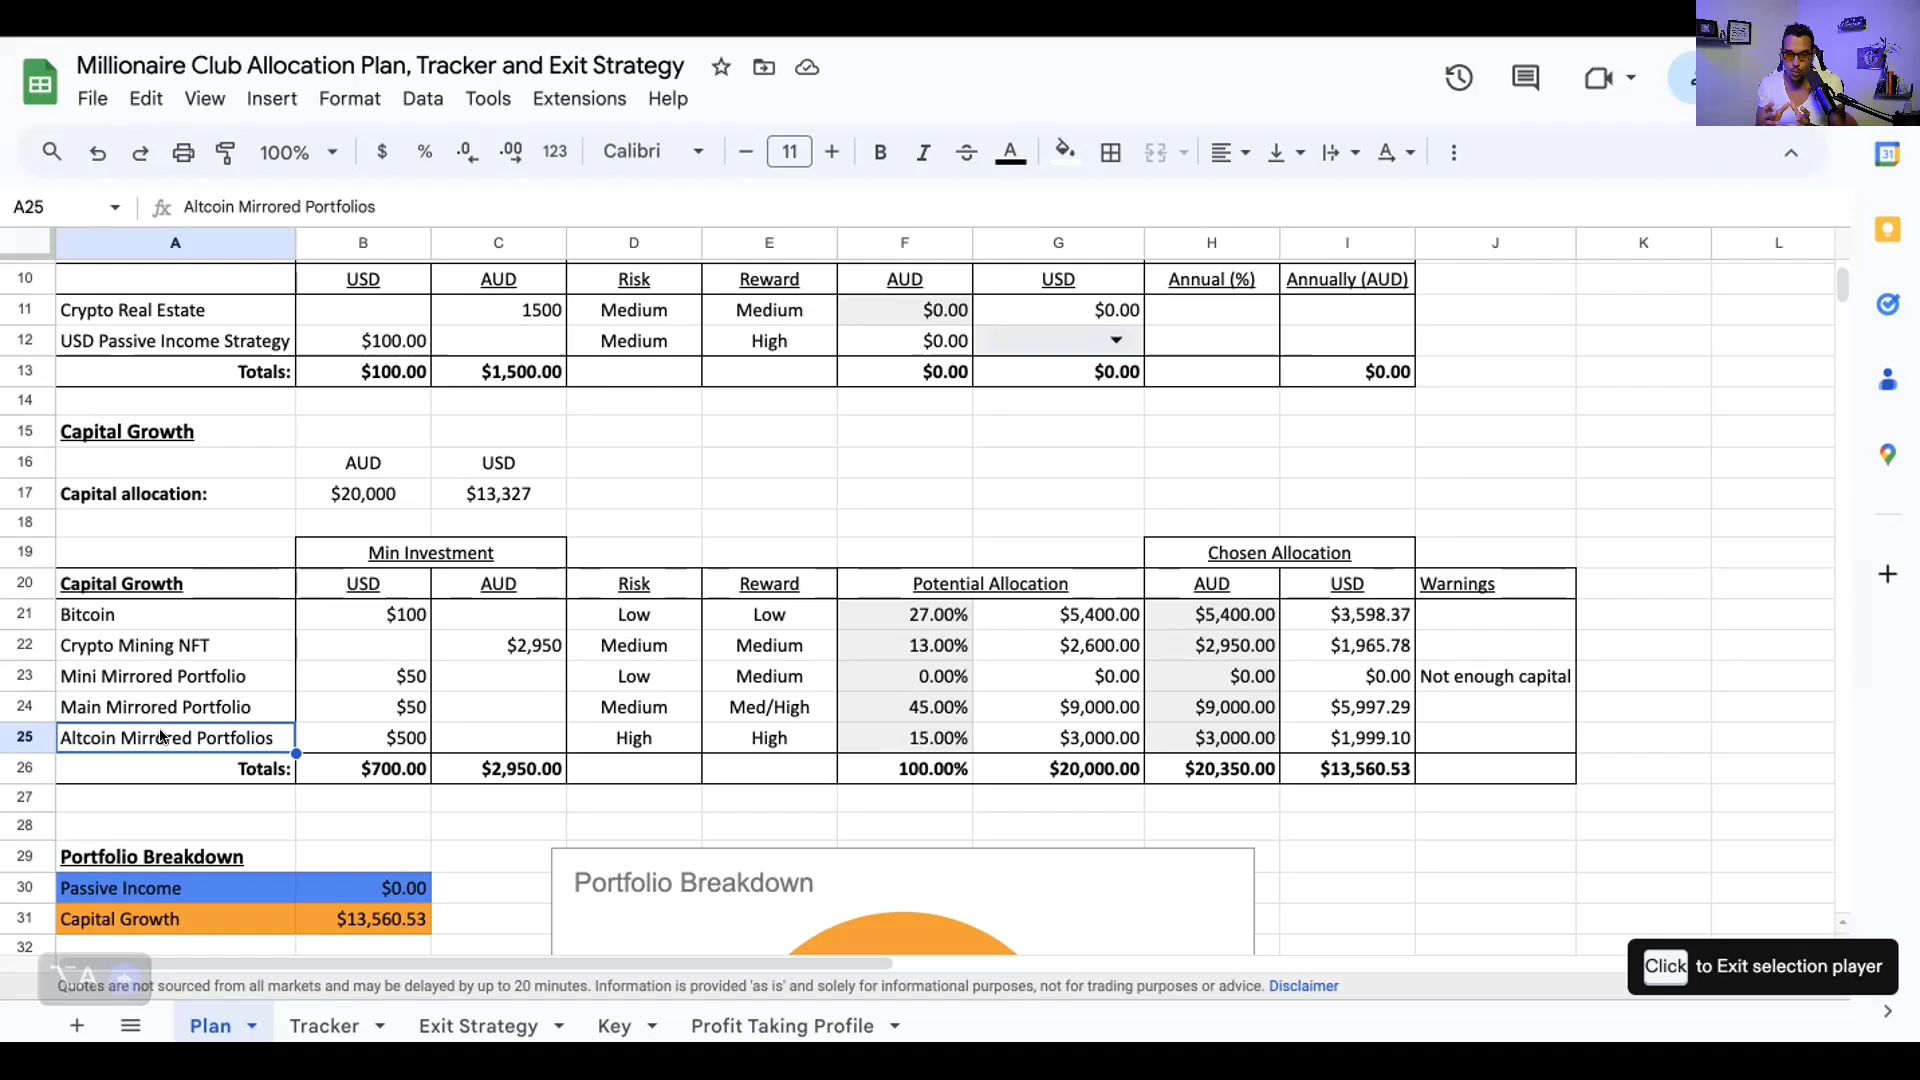 Millionaire Club Allocation Plan, Tracker and Exit Strategy
File Edit View Insert Format Data Tools Extensions Help
100% $ % .0 .00 123 Calibri 11 B I A
A25 fx Altcoin Mirrored Portfolios
A B C D E F G H I J K L
10 USD AUD Risk Reward AUD USD Annual (%) Annually (AUD)
11 Crypto Real Estate 1500 Medium Medium $0.00 $0.00
12 USD Passive Income Strategy $100.00 Medium High $0.00
13 Totals: $100.00 $1,500.00 $0.00 $0.00 $0.00
14
15 Capital Growth
16 AUD USD
17 Capital allocation: $20,000 $13,327
18
19 Min Investment Chosen Allocation
20 Capital Growth USD AUD Risk Reward Potential Allocation AUD USD Warnings
21 Bitcoin $100 Low Low 27.00% $5,400.00 $5,400.00 $3,598.37
22 Crypto Mining NFT $2,950 Medium Medium 13.00% $2,600.00 $2,950.00 $1,965.78
23 Mini Mirrored Portfolio $50 Low Medium 0.00% $0.00 $0.00 $0.00 Not enough capital
24 Main Mirrored Portfolio $50 Medium Med/High 45.00% $9,000.00 $9,000.00 $5,997.29
25 Altcoin Mirrored Portfolios $500 High High 15.00% $3,000.00 $3,000.00 $1,999.10
26 Totals: $700.00 $2,950.00 100.00% $20,000.00 $20,350.00 $13,560.53
27
28
29 Portfolio Breakdown
30 Passive Income $0.00
31 Capital Growth $13,560.53
32
Portfolio Breakdown
Click to Exit selection player
Quotes are not sourced from all markets and may be delayed by up to 20 minutes. Information is provided 'as is' and solely for informational purposes, not for trading purposes or advice. Disclaimer
Plan Tracker Exit Strategy Key Profit Taking Profile
31